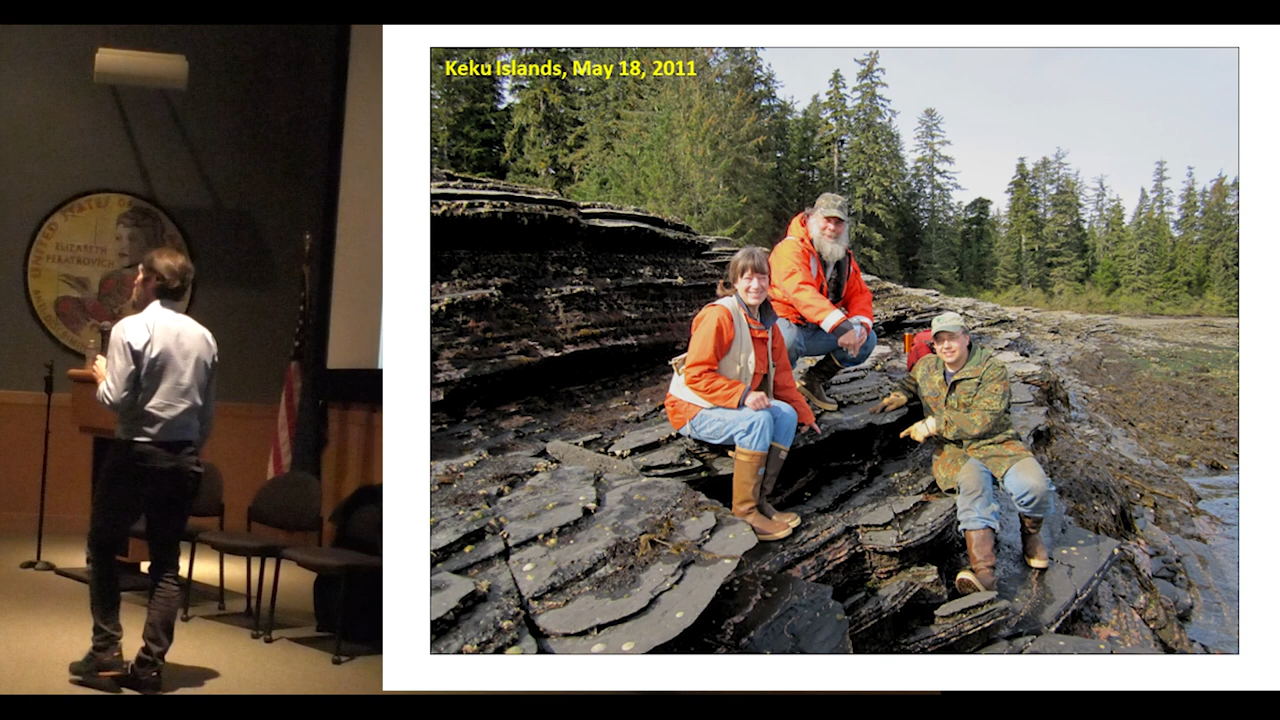 Keku Islands, May 18, 2011
UNITED STATES OF
ELIZABETH
PERATROVICH